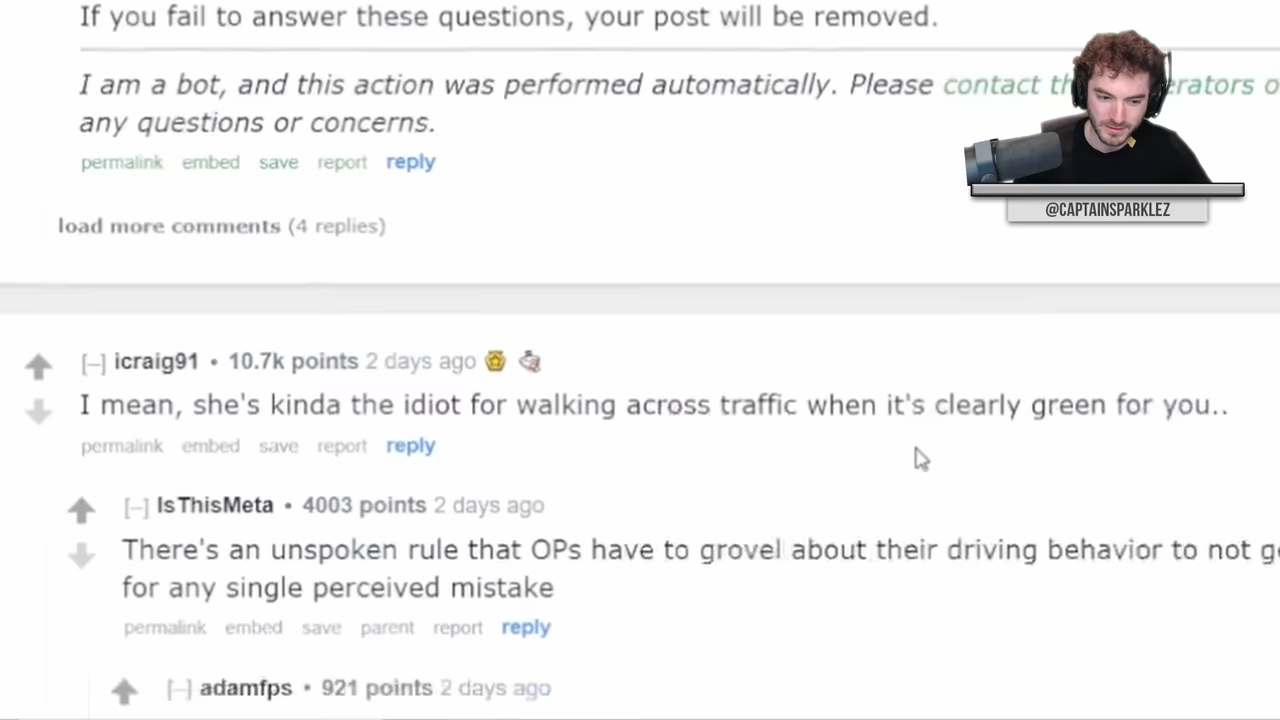 If you fail to answer these questions, your post will be removed.
I am a bot, and this action was performed automatically. Please contact th erators o
any questions or concerns.
permalink embed save report reply
@CAPTAINSPARKLEZ
load more comments (4 replies)
[–] icraig91 • 10.7k points 2 days ago
I mean, she's kinda the idiot for walking across traffic when it's clearly green for you..
permalink embed save report reply
[–] IsThisMeta • 4003 points 2 days ago
There's an unspoken rule that OPs have to grovel about their driving behavior to not g
for any single perceived mistake
permalink embed save parent report reply
[–] adamfps • 921 points 2 days ago